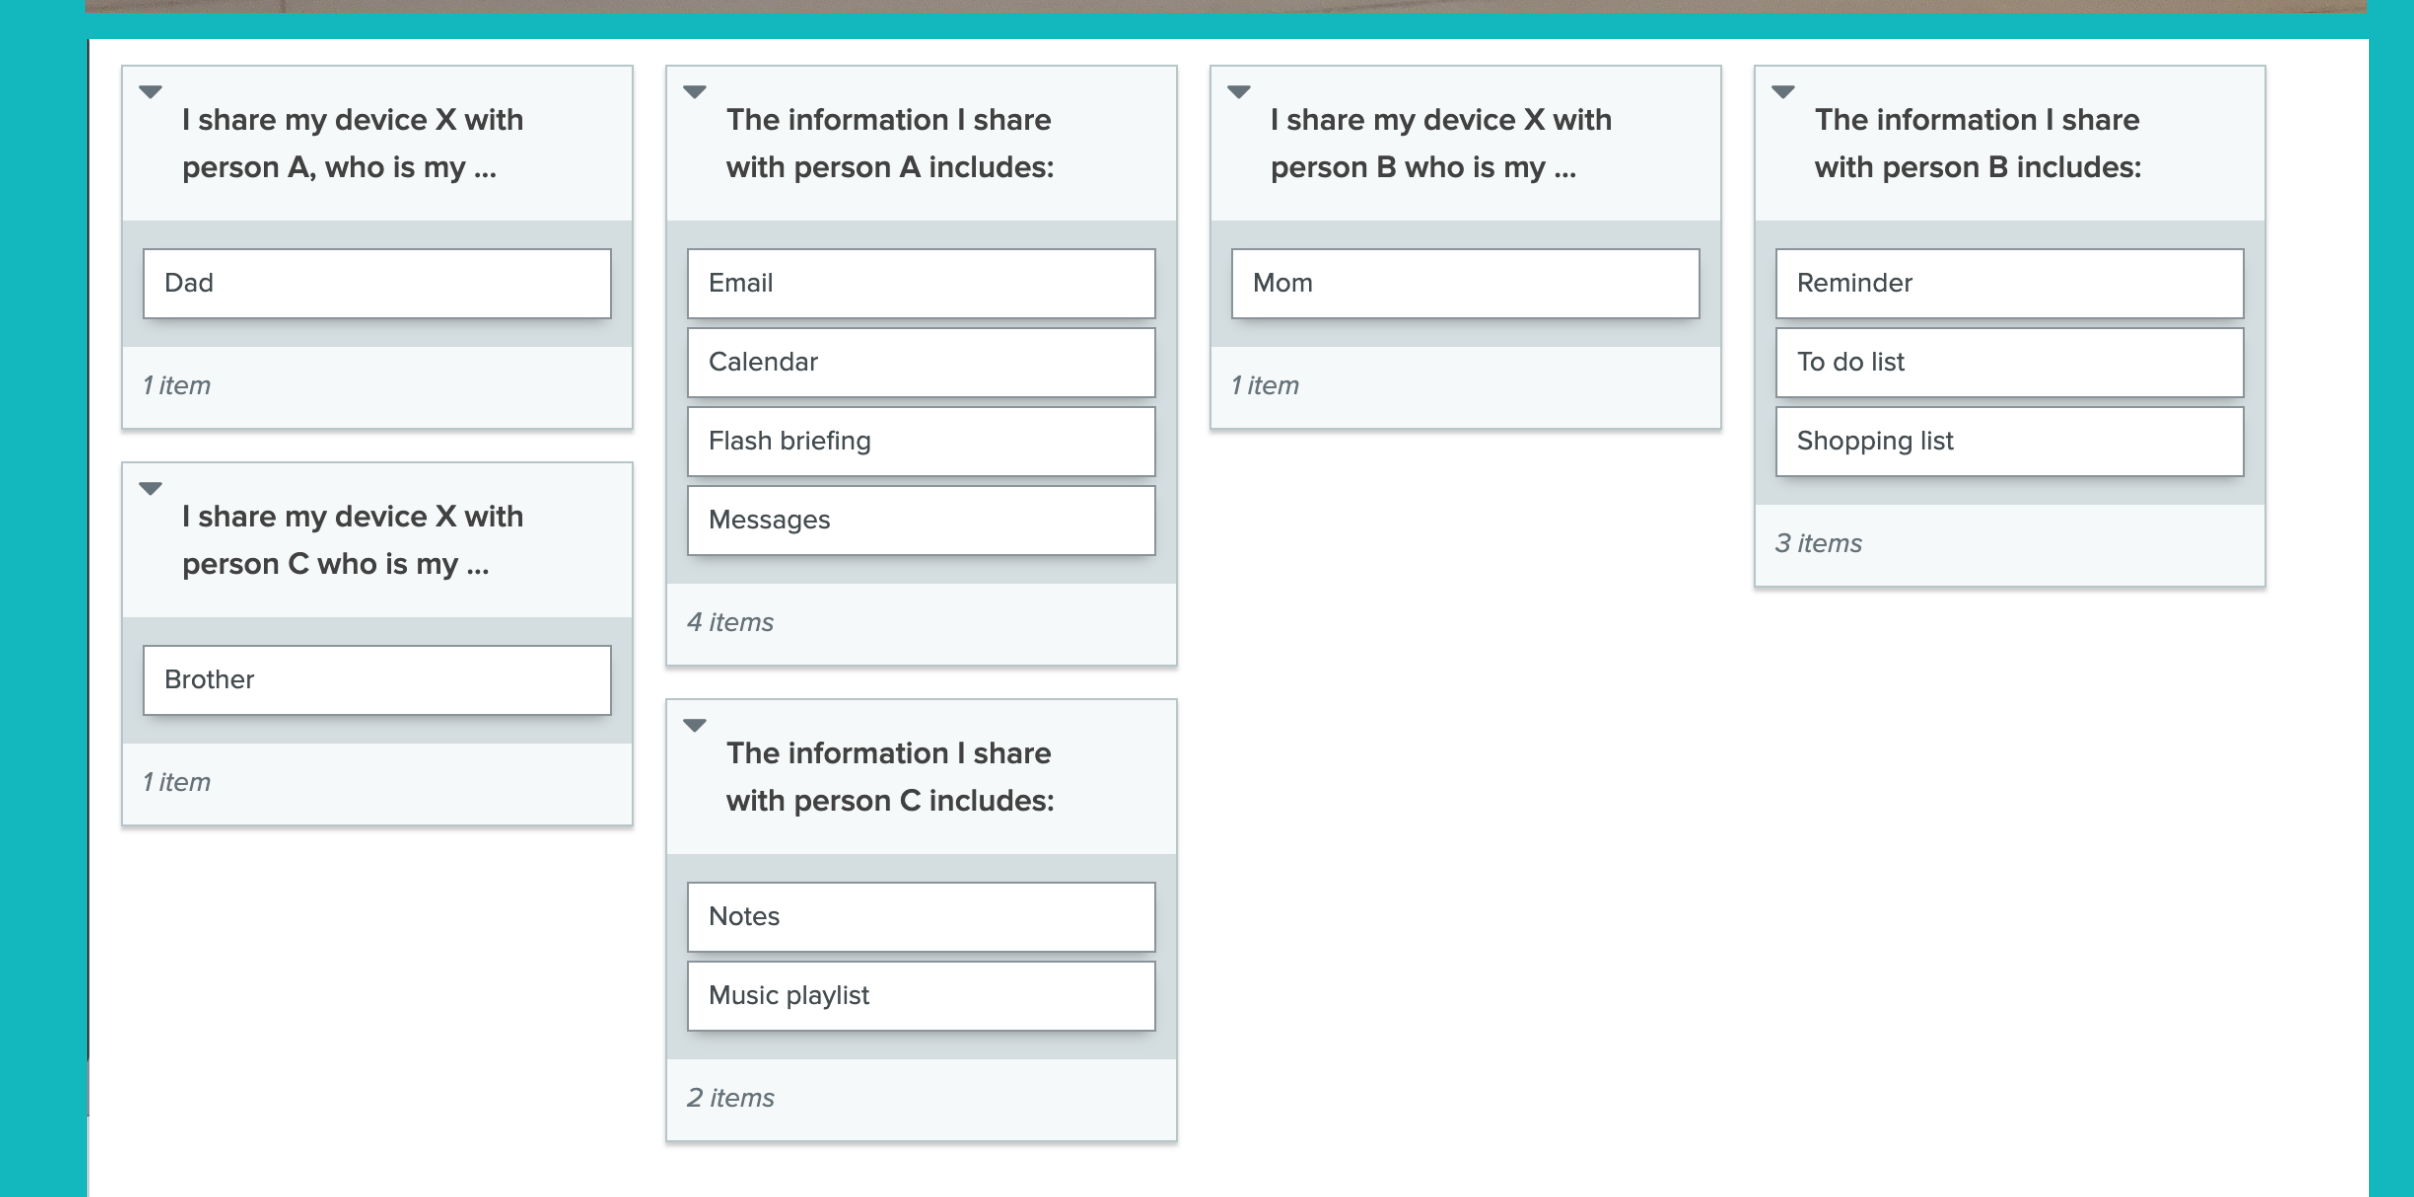 I share my device X with
person A, who is my ...
Dad
1 item
The information I share
with person A includes:
Email
Calendar
Flash briefing
Messages
4 items
I share my device X with
person B who is my ...
Mom
1 item
The information I share
with person B includes:
Reminder
To do list
Shopping list
3 items
I share my device X with
person C who is my ...
Brother
1 item
The information I share
with person C includes:
Notes
Music playlist
2 items